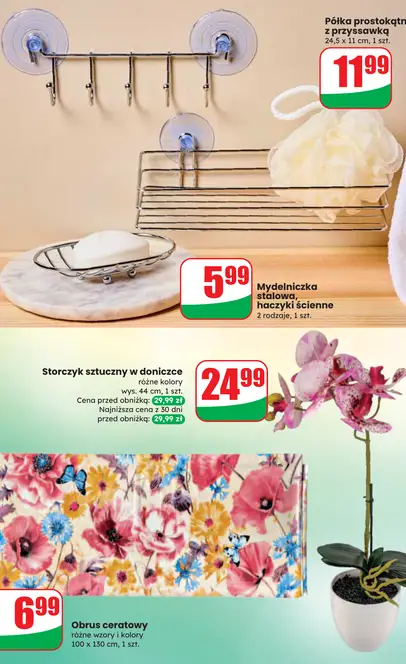 Półka prostokątn
z przyssawką
24,5 x 11 cm, 1 szt.
11 99
5 99
Mydelniczka
stalowa,
haczyki ścienne
2 rodzaje, 1 szt.
Storczyk sztuczny w doniczce
różne kolory
wys. 44 cm, 1 szt.
Cena przed obniżką: 29,99 zł
Najniższa cena z 30 dni
przed obniżką: 29,99 zł
24 99
6 99
Obrus ceratowy
różne wzory i kolory
100 x 130 cm, 1 szt.